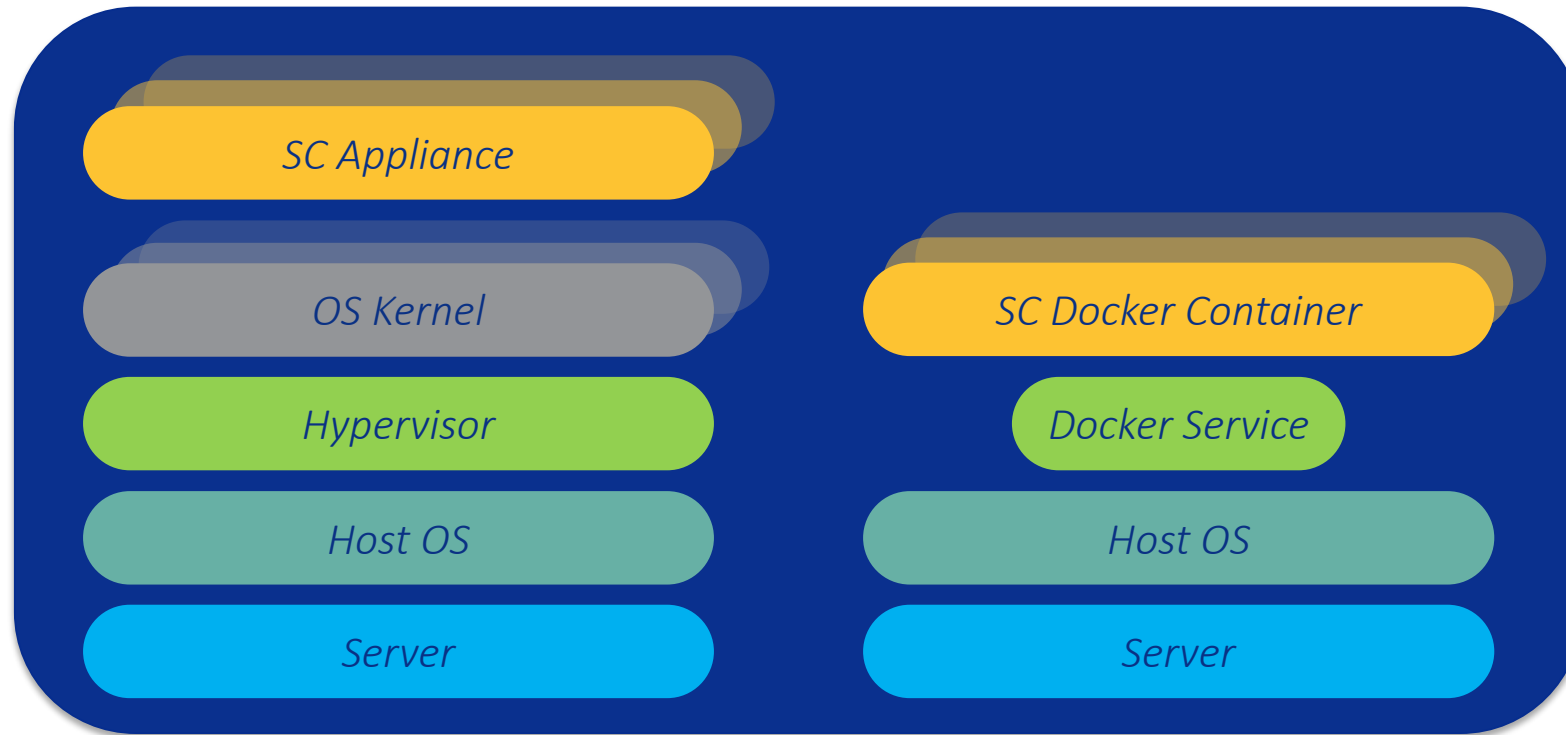 SC Appliance
OS Kernel
Hypervisor
Host OS
Server
SC Docker Container
Docker Service
Host OS
Server